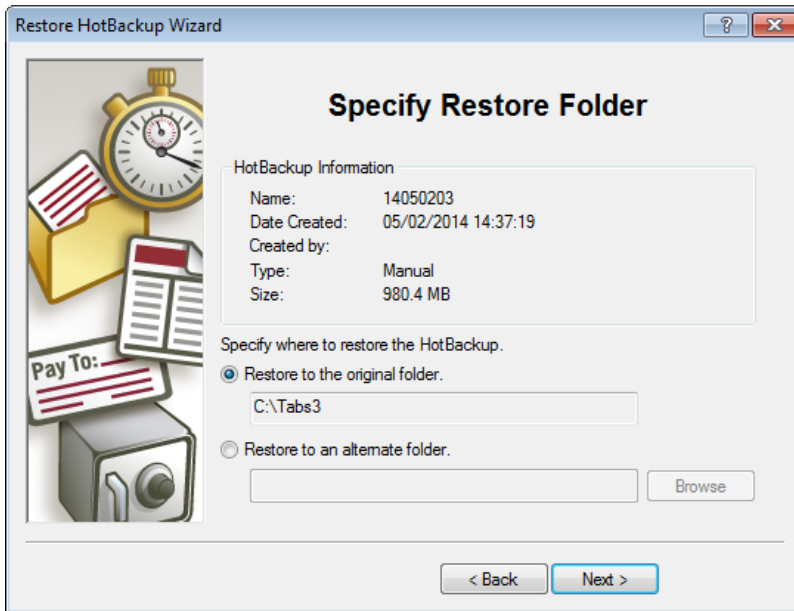 Restore HotBackup Wizard
Specify Restore Folder
HotBackup Information
Name: 14050203
Date Created: 05/02/2014 14:37:19
Created by:
Type: Manual
Size: 980.4 MB
Pay To:
Specify where to restore the HotBackup.
Restore to the original folder.
C:\Tabs3
Restore to an alternate folder.
Browse
< Back Next >